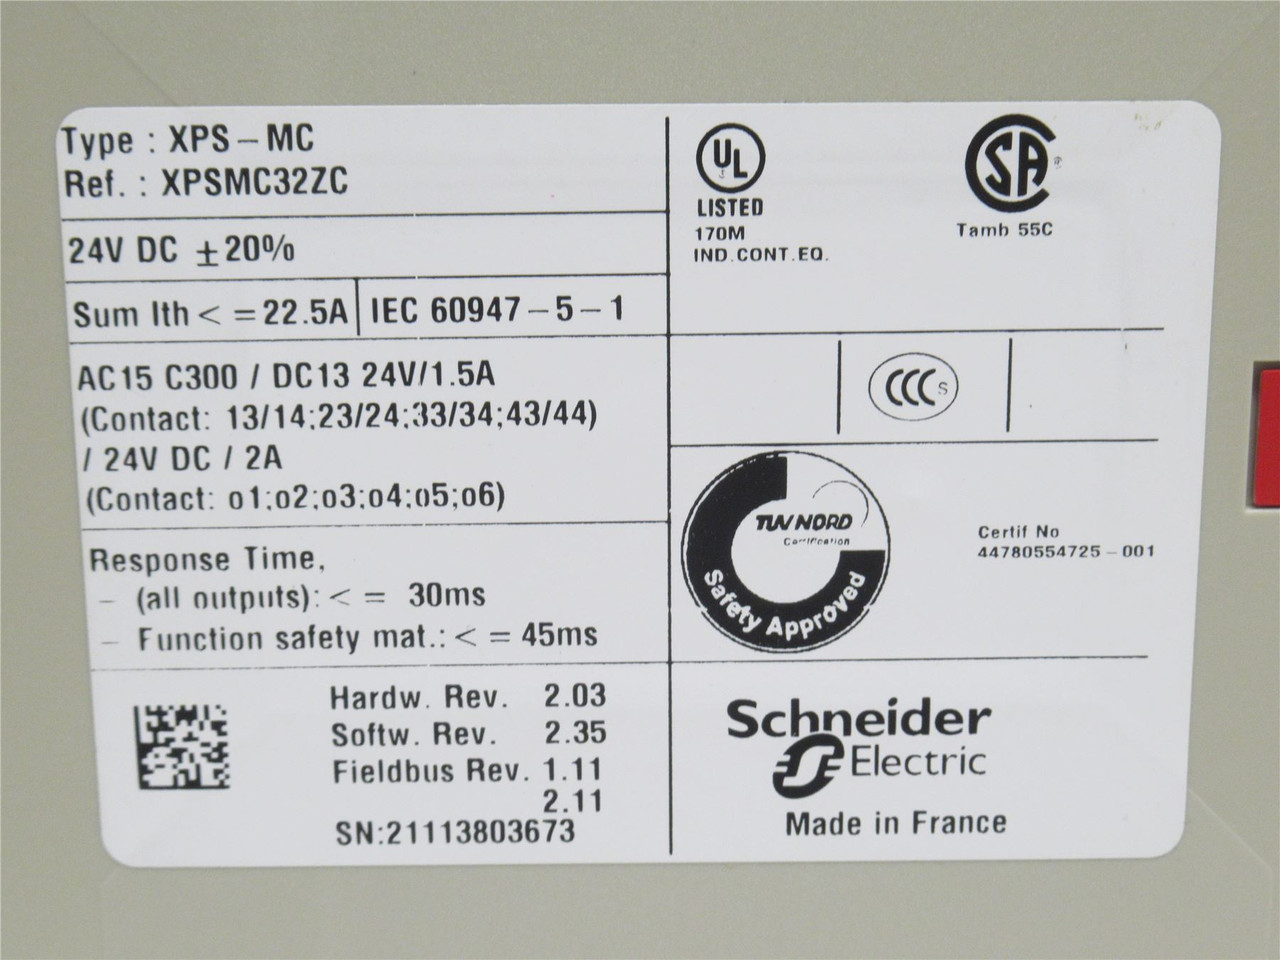 Type : XPS-MC
Ref. : XPSMC32ZC
24V DC ±20%
Sum Ith <=22.5A
IEC 60947-5-1
AC15 C300 / DC13 24V/1.5A
(Contact: 13/14;23/24;33/34;43/44)
/ 24V DC / 2A
(Contact: o1;o2;o3;o4;o5;o6)
Response Time,
- (all outputs): <= 30ms
- Function safety mat.: <= 45ms
Hardw. Rev. 2.03
Softw. Rev. 2.35
Fieldbus Rev. 1.11
2.11
SN:21113803673
UL
LISTED
170M
IND.CONT.EQ.
SA ®
Tamb 55C
CCC S
TUV NORD
Certification
Safety Approved
Certif No
44780554725-001
Schneider
Electric
Made in France